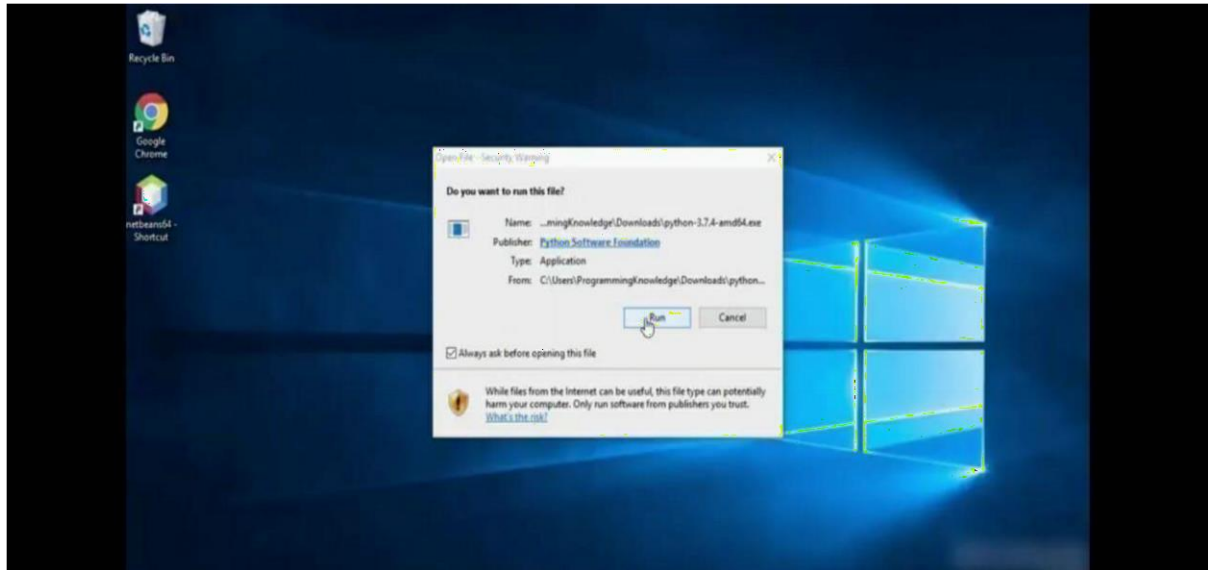 Recycle Bin
Google
Chrome
netbeans64 -
Shortcut
Open File - Security Warning
Do you want to run this file?
Name: ...mingKnowledge\Downloads\python-3.7.4-amd64.exe
Publisher: Python Software Foundation
Type: Application
From: C:\Users\ProgrammingKnowledge\Downloads\python...
Run Cancel
Always ask before opening this file
While files from the Internet can be useful, this file type can potentially
harm your computer. Only run software from publishers you trust.
What's the risk?